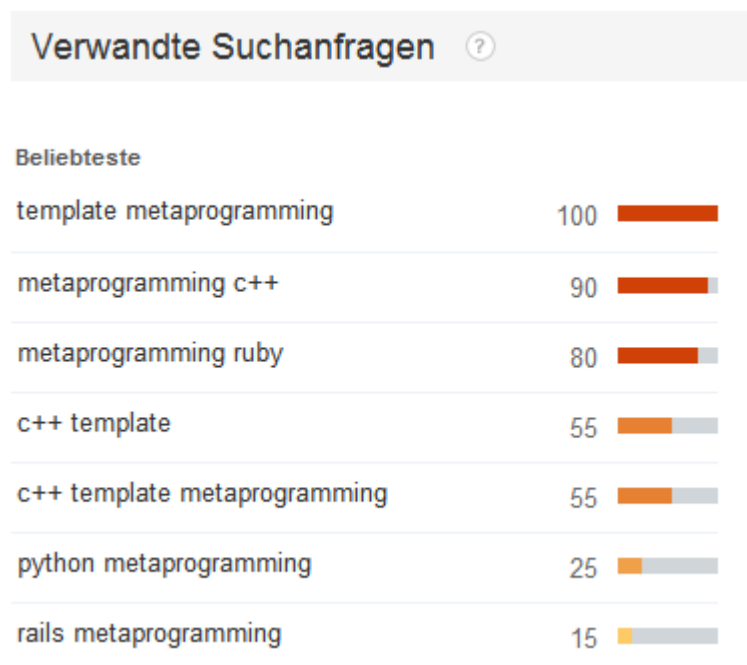 Verwandte Suchanfragen ?
Beliebteste
template metaprogramming 100
metaprogramming c++ 90
metaprogramming ruby 80
c++ template 55
c++ template metaprogramming 55
python metaprogramming 25
rails metaprogramming 15